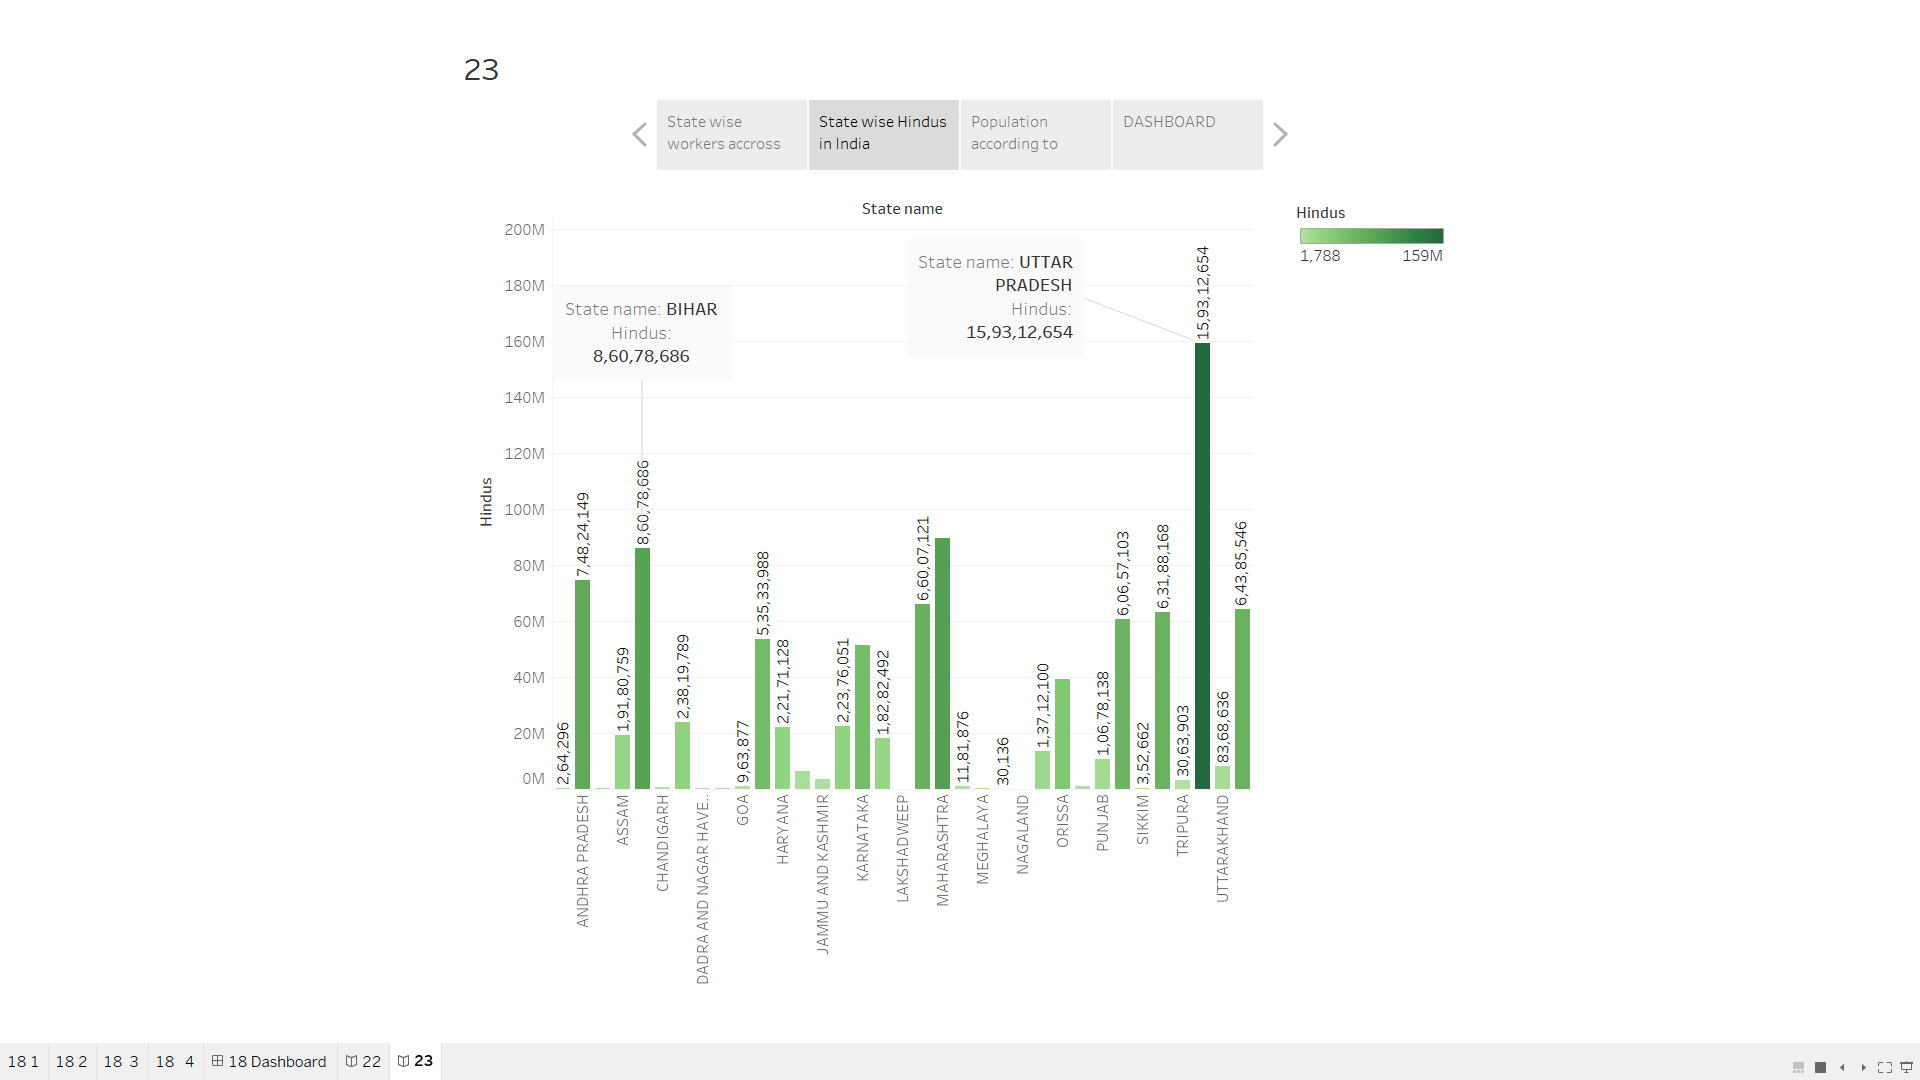 23
State wise
workers accross
State wise Hindus
in India
Population
according to
DASHBOARD
State name
Hindus
1,788
159M
200M
180M
160M
140M
120M
100M
80M
60M
40M
20M
0M
Hindus
State name: BIHAR
Hindus:
8,60,78,686
State name: UTTAR
PRADESH
Hindus:
15,93,12,654
2,64,296
7,48,24,149
1,91,80,759
8,60,78,686
2,38,19,789
9,63,877
5,35,33,988
2,21,71,128
2,23,76,051
1,82,82,492
6,60,07,121
11,81,876
30,136
1,37,12,100
1,06,78,138
6,06,57,103
3,52,662
6,31,88,168
30,63,903
15,93,12,654
83,68,636
6,43,85,546
ANDHRA PRADESH
ASSAM
CHANDIGARH
DADRA AND NAGAR HAVE..
GOA
HARYANA
JAMMU AND KASHMIR
KARNATAKA
LAKSHADWEEP
MAHARASHTRA
MEGHALAYA
NAGALAND
ORISSA
PUNJAB
SIKKIM
TRIPURA
UTTARAKHAND
18 1
18 2
18 3
18 4
18 Dashboard
22
23